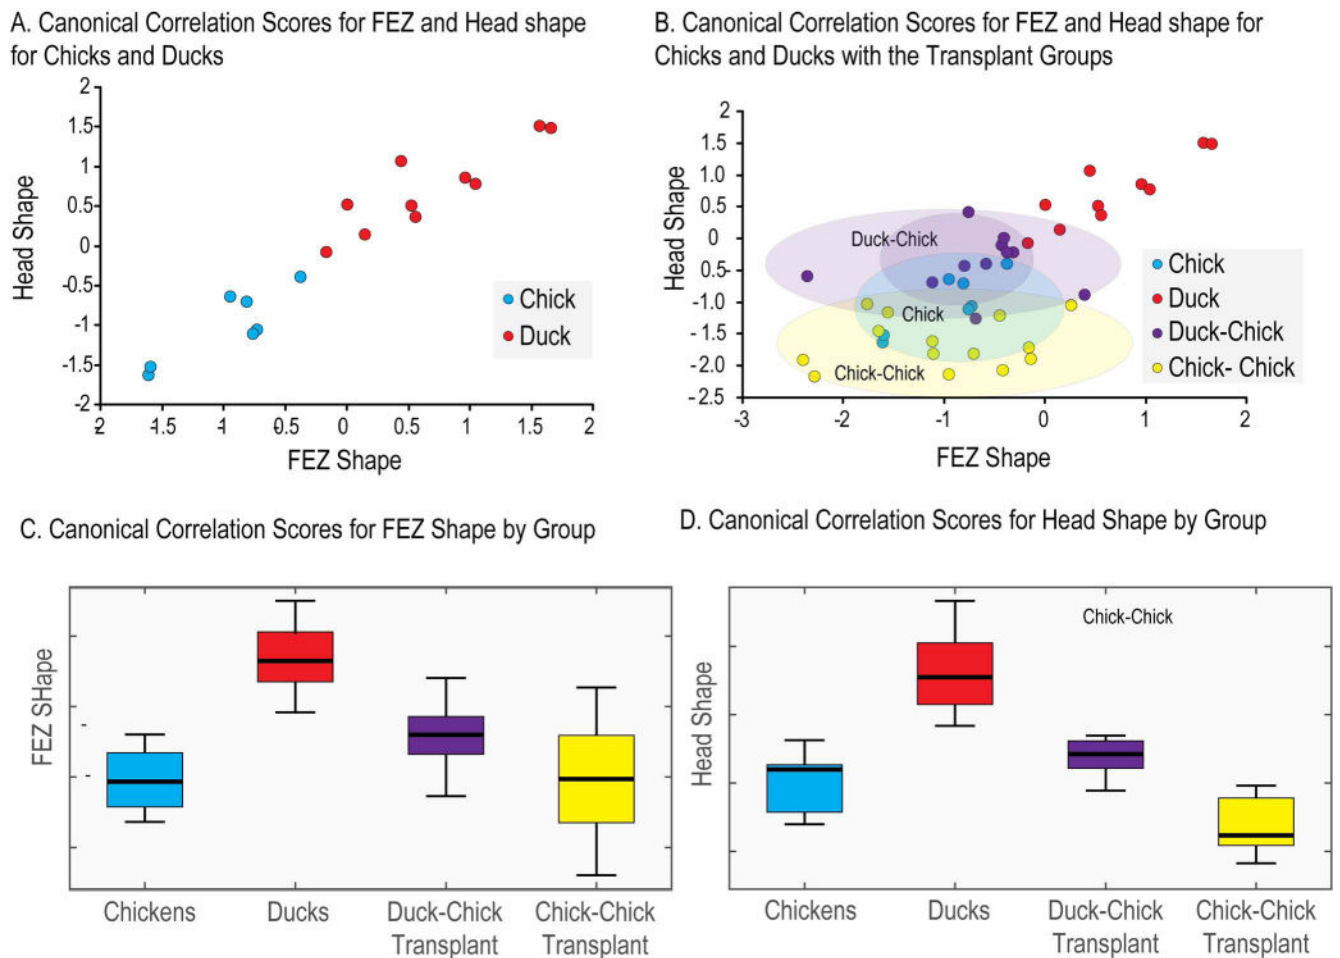 A. Canonical Correlation Scores for FEZ and Head shape
for Chicks and Ducks
2
1.5
1
0.5
0
-0.5
-1
-1.5
-2
Head Shape
2
-1.5
-1
-0.5
0
0.5
1
1.5
2
FEZ Shape
Chick
Duck
B. Canonical Correlation Scores for FEZ and Head shape for
Chicks and Ducks with the Transplant Groups
2
1.5
1.0
0.5
0
0.5
-1.0
-1.5
-2.0
-2.5
Head Shape
Duck-Chick
Chick
Chick-Chick
-3
-2
-1
0
1
2
FEZ Shape
Chick
Duck
Duck-Chick
Chick- Chick
C. Canonical Correlation Scores for FEZ Shape by Group
FEZ SHape
Chickens
Ducks
Duck-Chick
Transplant
Chick-Chick
Transplant
D. Canonical Correlation Scores for Head Shape by Group
Chick-Chick
Head Shape
Chickens
Ducks
Duck-Chick
Transplant
Chick-Chick
Transplant